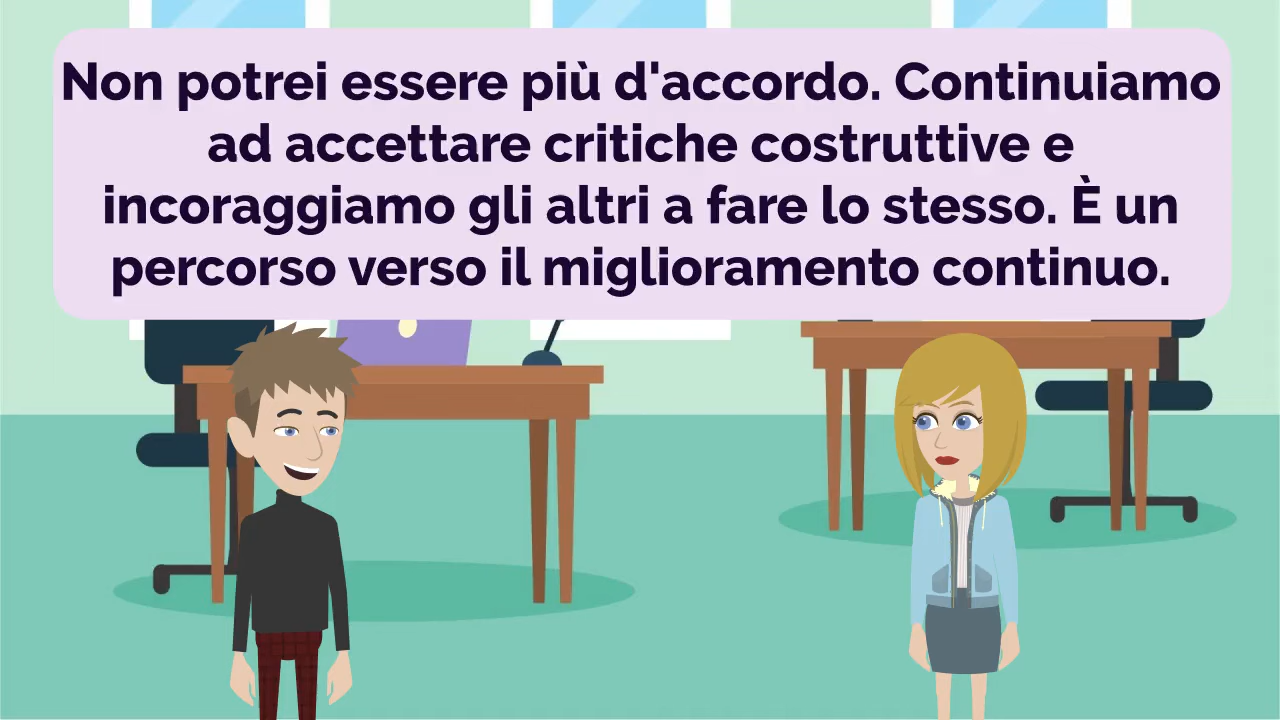 Non potrei essere più d'accordo. Continuiamo
ad accettare critiche costruttive e
incoraggiamo gli altri a fare lo stesso. È un
percorso verso il miglioramento continuo.